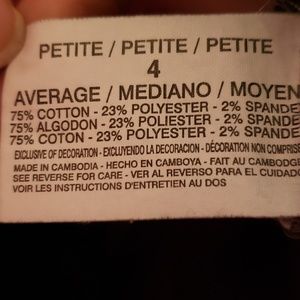 PETITE / PETITE / PETITE
4
AVERAGE / MEDIANO / MOYEN
75% COTTON - 23% POLYESTER - 2% SPANDE
75% ALGODON - 23% POLIESTER - 2% SPANDE
75% COTON - 23% POLYESTER - 2% SPANDE
EXCLUSIVE OF DECORATION - EXCLUYENDO LA DECORACION - DÉCORATION NON COMPRISE
MADE IN CAMBODIA - HECHO EN CAMBOYA - FAIT AU CAMBODGE
SEE REVERSE FOR CARE - VER AL REVERSO PARA EL CUIDADO
VOIR LES INSTRUCTIONS D'ENTRETIEN AU DOS